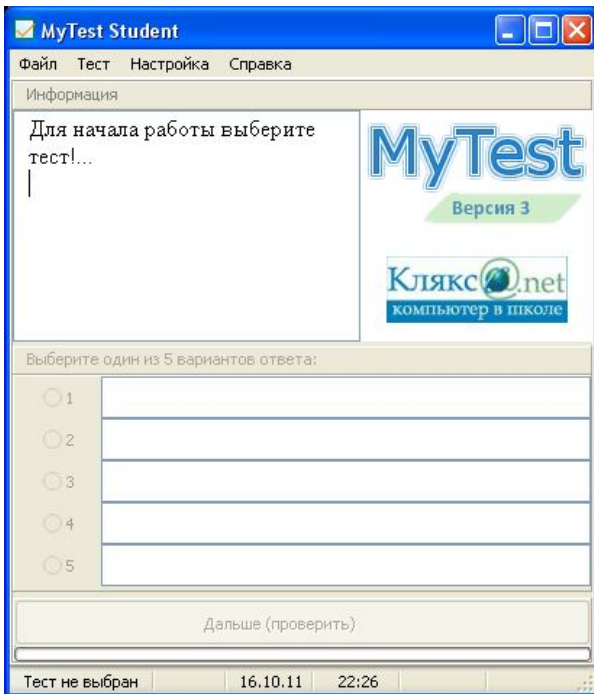 MyTest Student
Файл Тест Настройка Справка
Информация
Для начала работы выберите
тест!...
MyTest
Версия 3
Клякс@.net
компьютер в школе
Выберите один из 5 вариантов ответа:
1
2
3
4
5
Дальше (проверить)
Тест не выбран 16.10.11 22:26